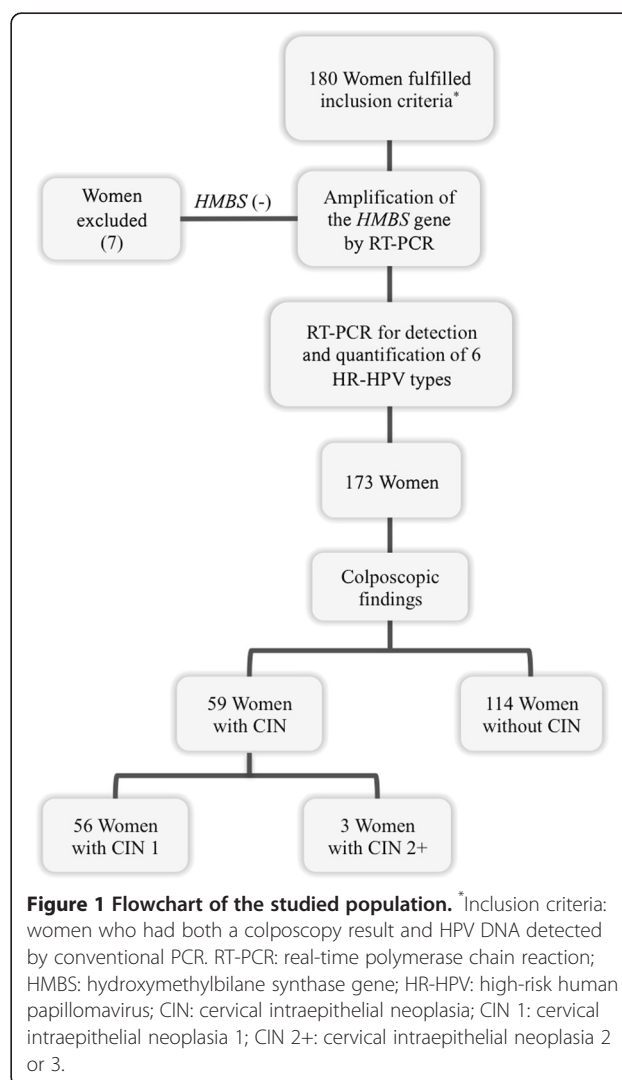 180 Women fulfilled
inclusion criteria*
Women
excluded
(7)
HMBS (-)
Amplification of
the HMBS gene
by RT-PCR
RT-PCR for detection
and quantification of 6
HR-HPV types
173 Women
Colposcopic
findings
59 Women
with CIN
114 Women
without CIN
56 Women
with CIN 1
3 Women
with CIN 2+
Figure 1 Flowchart of the studied population. *Inclusion criteria:
women who had both a colposcopy result and HPV DNA detected
by conventional PCR. RT-PCR: real-time polymerase chain reaction;
HMBS: hydroxymethylbilane synthase gene; HR-HPV: high-risk human
papillomavirus; CIN: cervical intraepithelial neoplasia; CIN 1: cervical
intraepithelial neoplasia 1; CIN 2+: cervical intraepithelial neoplasia 2
or 3.